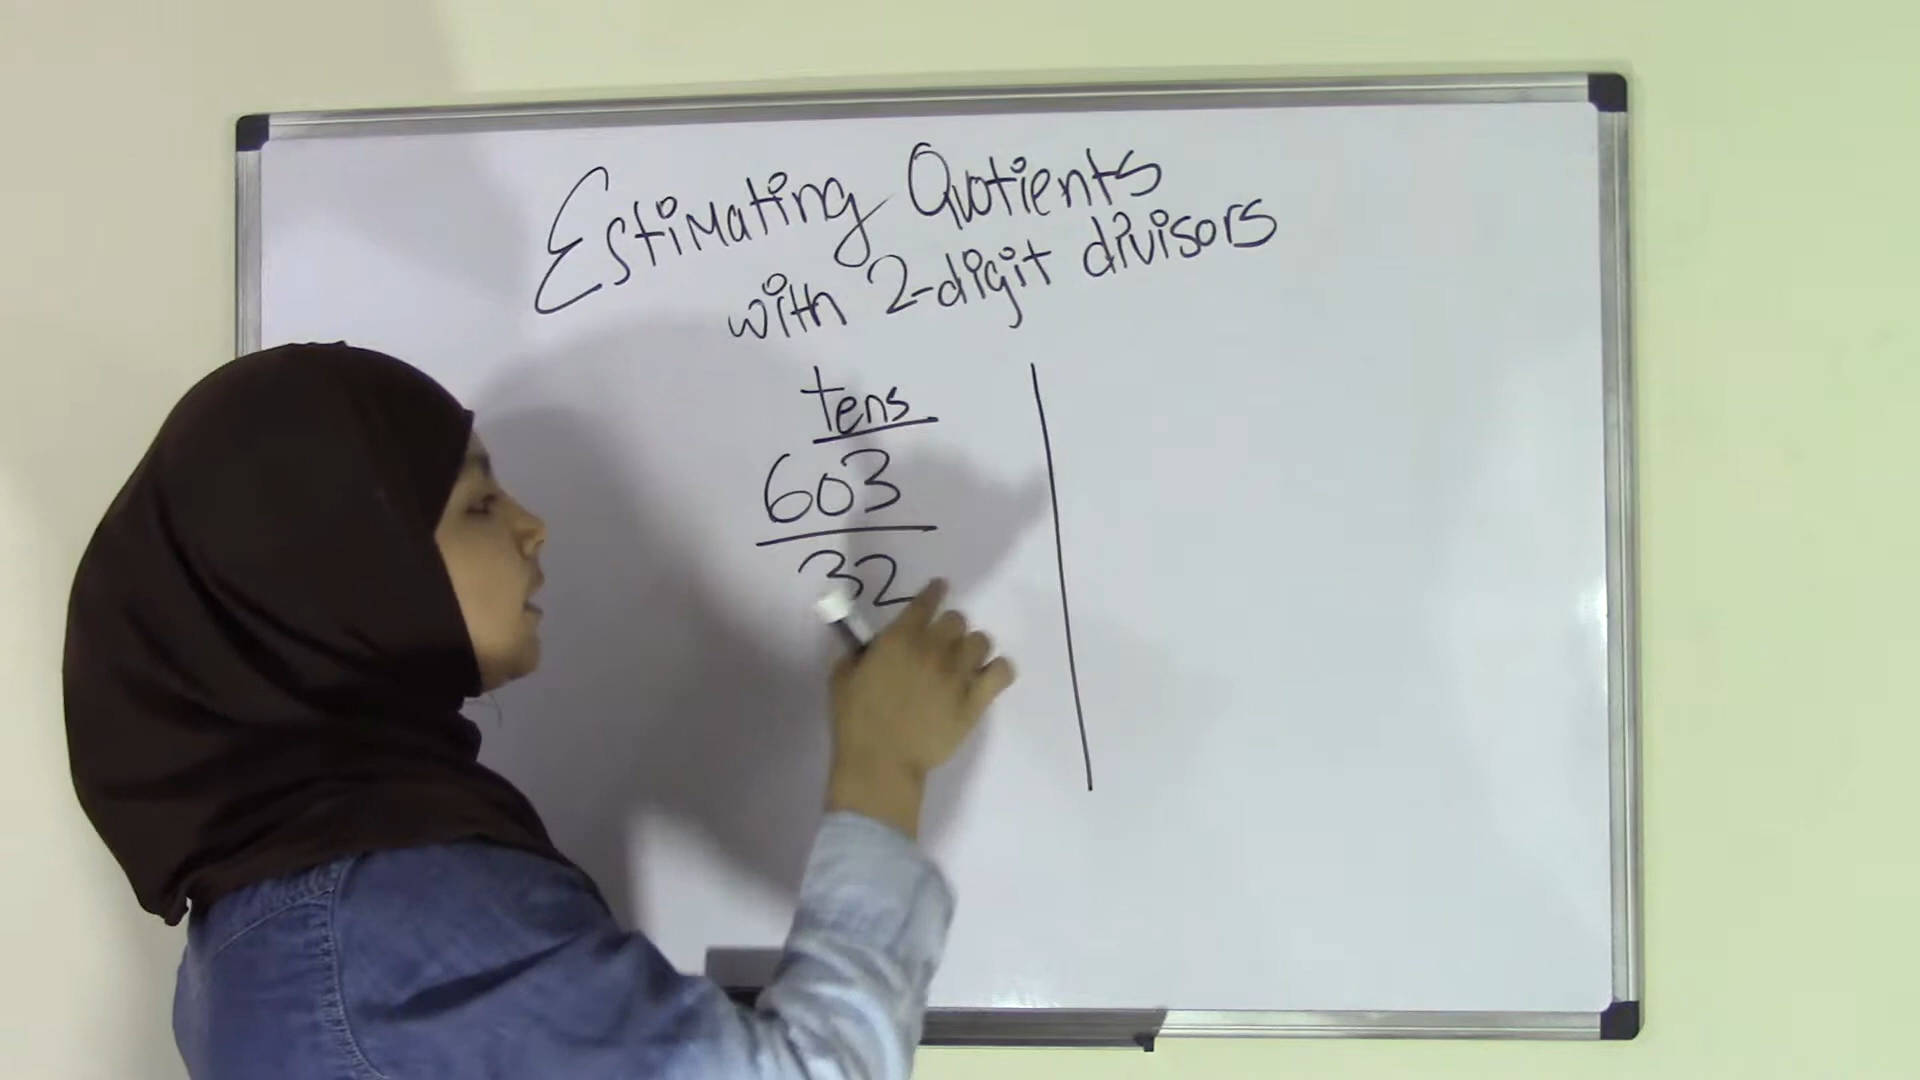 Estimating Quotients
with 2-digit divisors
tens
603
32